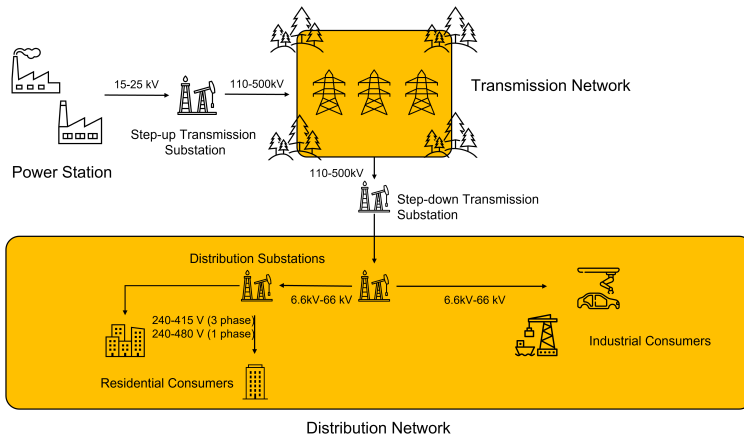 15-25 kV
110-500kV
Transmission Network
Step-up Transmission
Substation
Power Station
110-500kV
Step-down Transmission
Substation
Distribution Substations
6.6kV-66 kV
6.6kV-66 kV
240-415 V (3 phase)
240-480 V (1 phase)
Industrial Consumers
Residential Consumers
Distribution Network